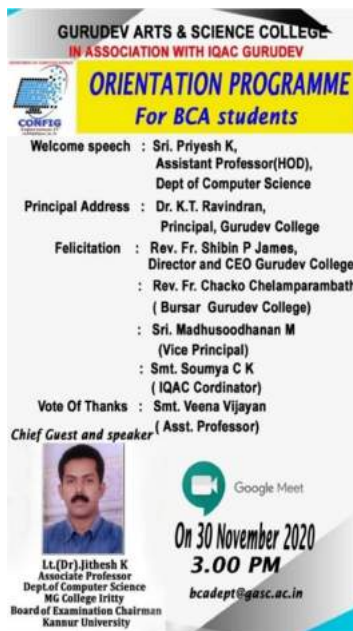 GURUDEV ARTS & SCIENCE COLLEGE
IN ASSOCIATION WITH IQAC GURUDEV
ORIENTATION PROGRAMME
For BCA students
CONFIG
Welcome speech : Sri. Priyesh K,
Assistant Professor(HOD),
Dept of Computer Science
Principal Address : Dr. K.T. Ravindran,
Principal, Gurudev College
Felicitation : Rev. Fr. Shibin P James,
Director and CEO Gurudev College
: Rev. Fr. Chacko Chelamparambath
( Bursar Gurudev College)
: Sri. Madhusoodhanan M
(Vice Principal)
: Smt. Soumya C K
( IQAC Cordinator)
Vote Of Thanks : Smt. Veena Vijayan
( Asst. Professor)
Chief Guest and speaker
Google Meet
On 30 November 2020
3.00 PM
bcadept@gasc.ac.in
Lt.(Dr).Jithesh K
Associate Professor
Dept.of Computer Science
MG College Iritty
Board of Examination Chairman
Kannur University